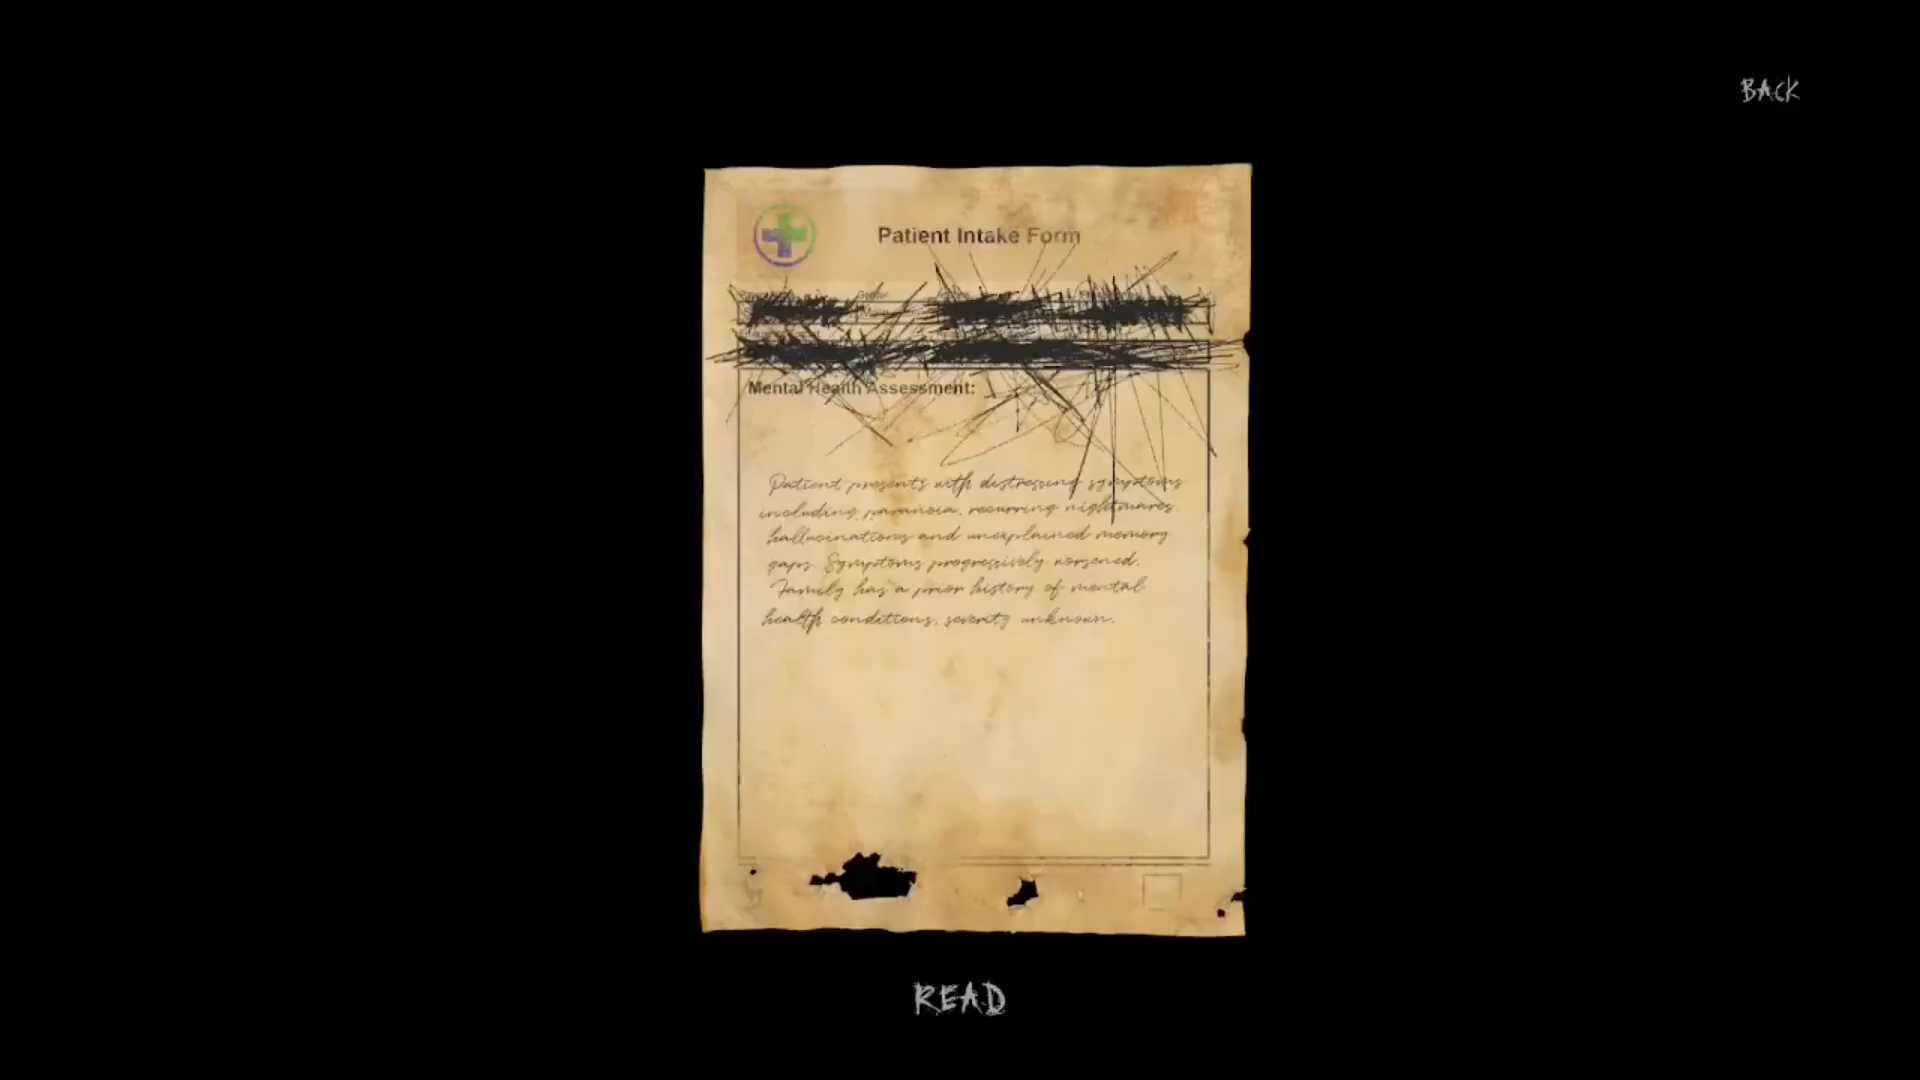 BACK
Patient Intake Form
Mental Health Assessment:
Patient presents with distressing symptoms
including paranoia, recurring nightmares,
hallucinations and unexplained memory
gaps. Symptoms progressively worsened.
Family has a prior history of mental
health conditions, severity unknown.
READ